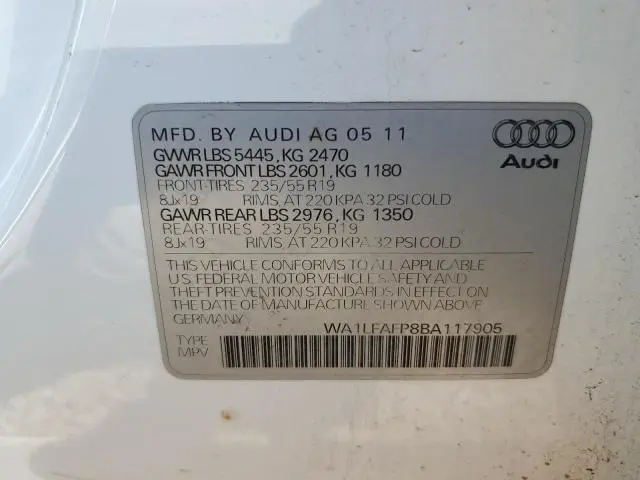 MFD. BY AUDI AG 05 11
GVWR LBS 5445, KG 2470
GAWR FRONT LBS 2601, KG 1180
FRONT-TIRES 235/55 R19
8Jx19 RIMS, AT 220 KPA 32 PSI COLD
GAWR REAR LBS 2976, KG 1350
REAR-TIRES 235/55 R19
8Jx19 RIMS, AT 220 KPA 32 PSI COLD
Audi
THIS VEHICLE CONFORMS TO ALL APPLICABLE
U.S. FEDERAL MOTOR VEHICLE SAFETY AND
THEFT PREVENTION STANDARDS IN EFFECT ON
THE DATE OF MANUFACTURE SHOWN ABOVE
GERMANY
WA1LFAFP8BA117905
TYPE
MPV